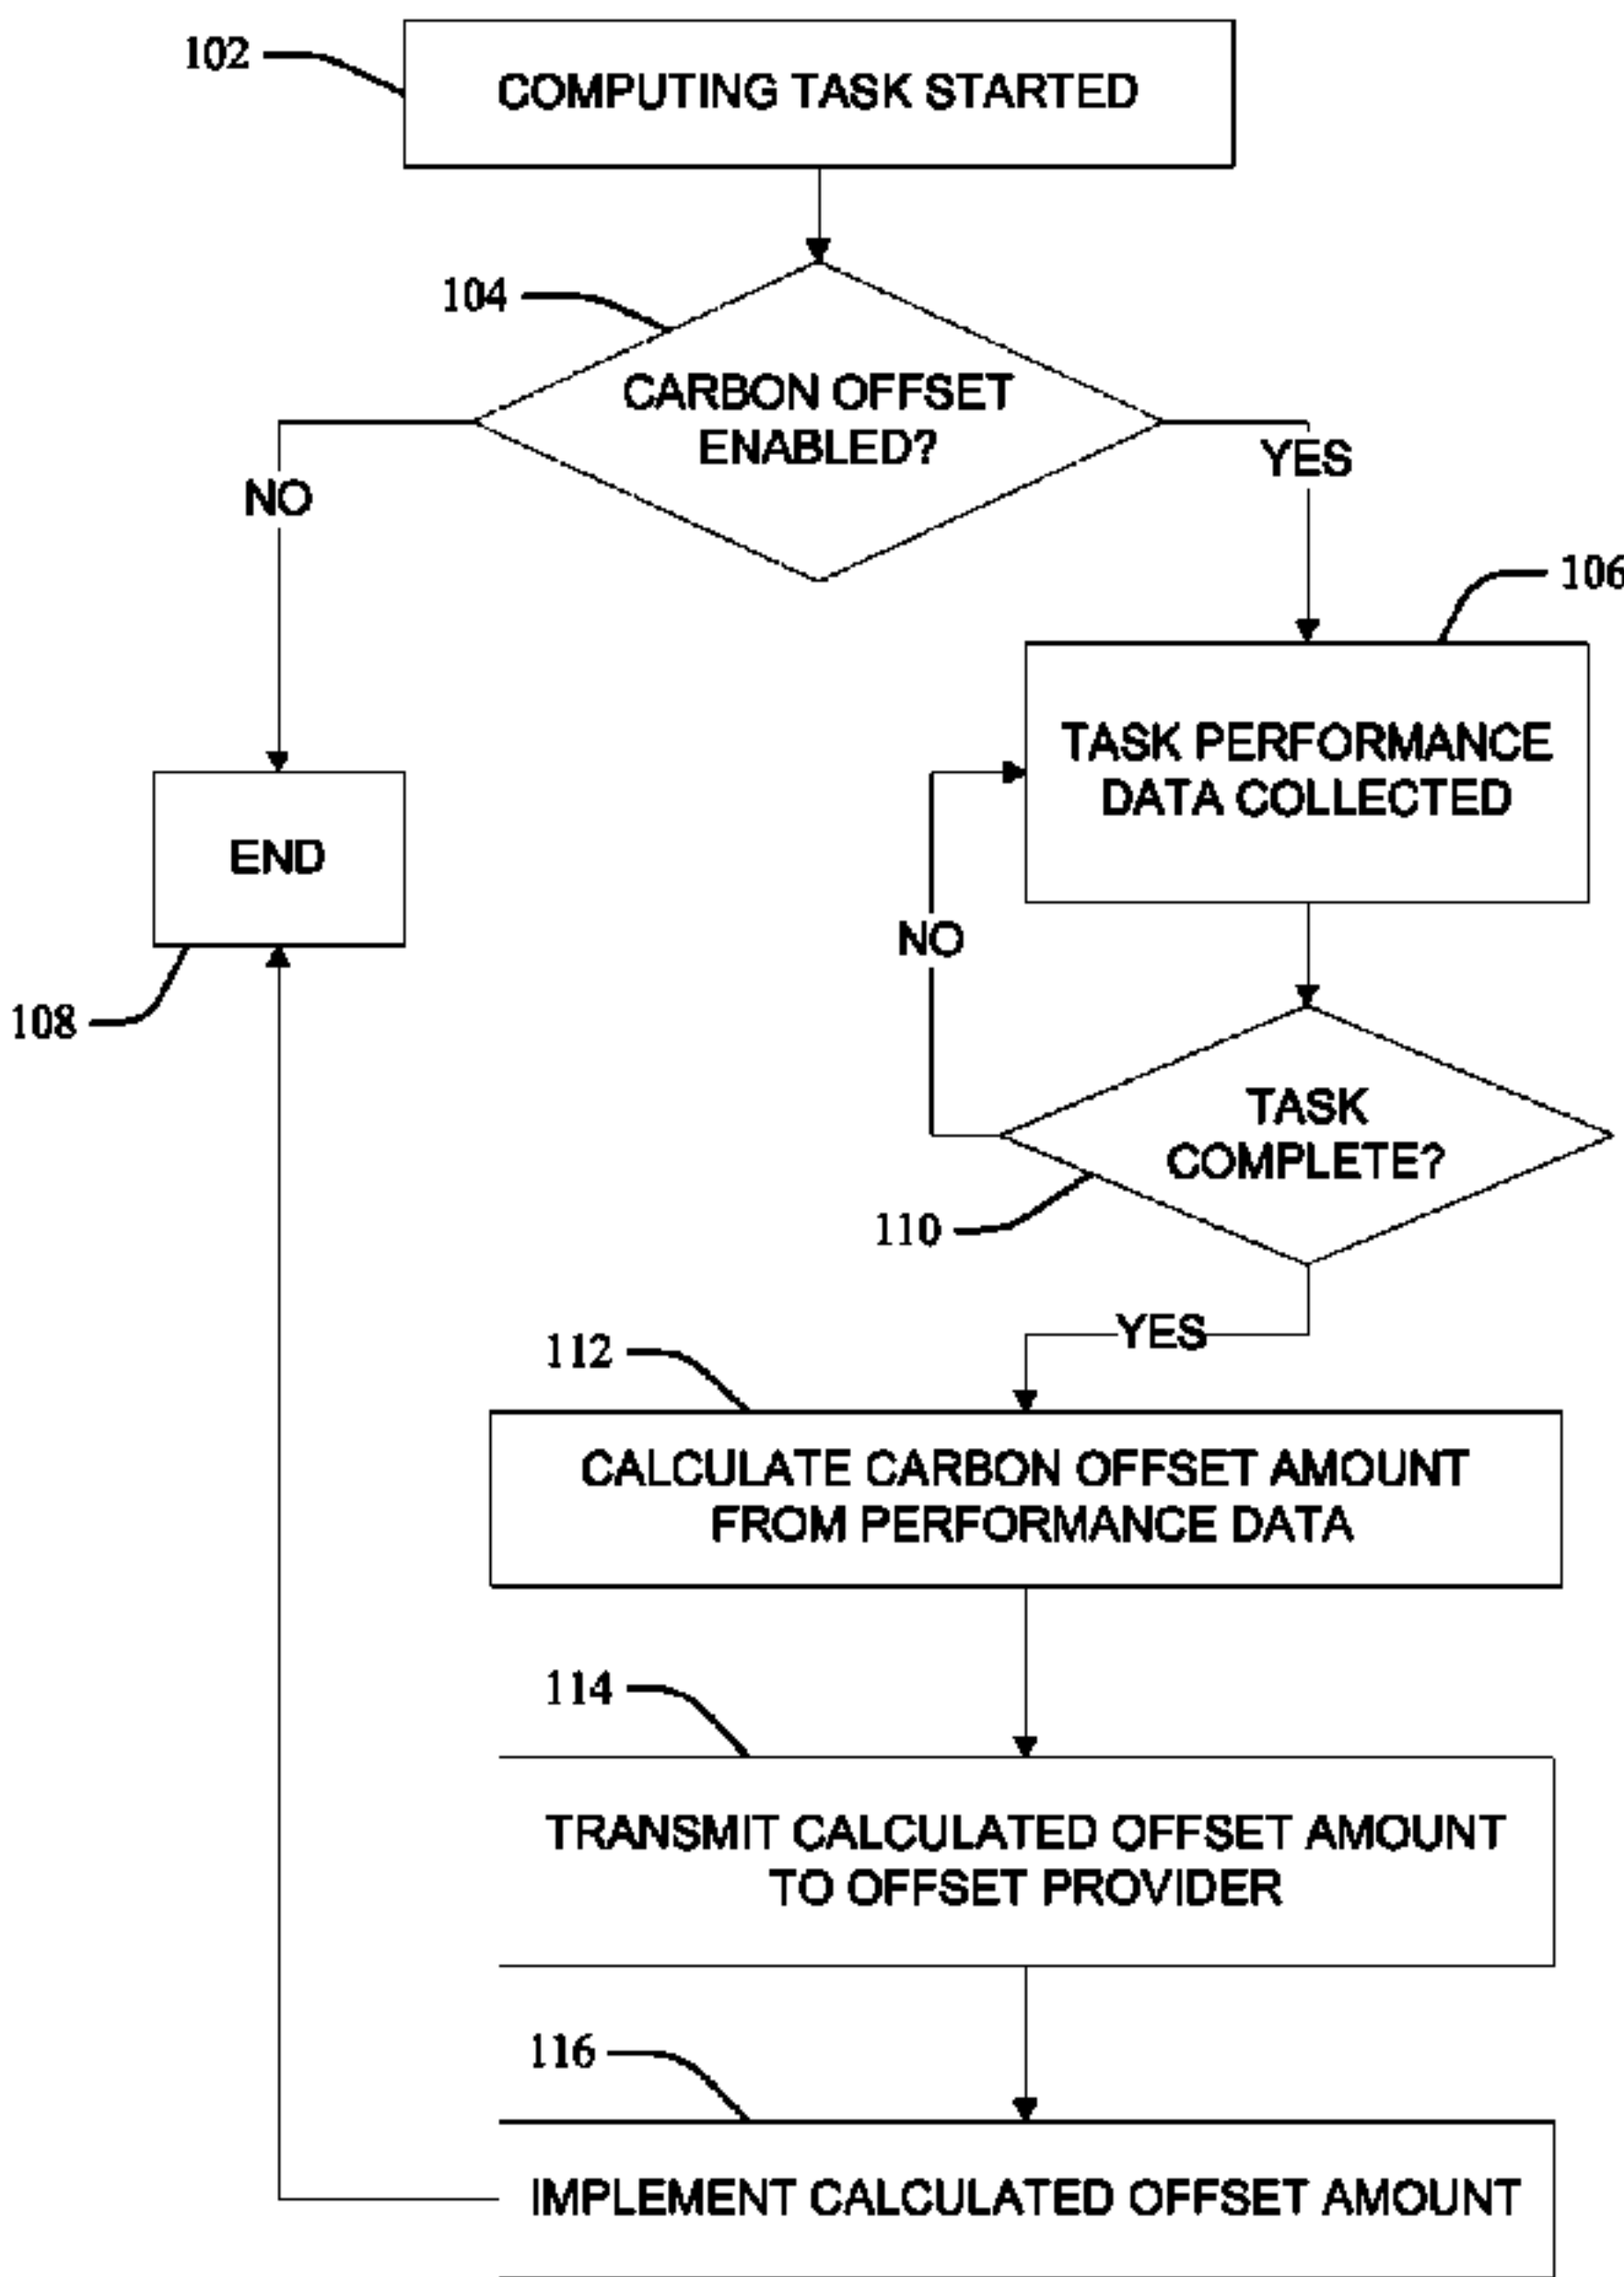 102
COMPUTING TASK STARTED
104
CARBON OFFSET
ENABLED?
NO
YES
106
TASK PERFORMANCE
DATA COLLECTED
END
NO
108
TASK
COMPLETE?
110
YES
112
CALCULATE CARBON OFFSET AMOUNT
FROM PERFORMANCE DATA
114
TRANSMIT CALCULATED OFFSET AMOUNT
TO OFFSET PROVIDER
116
IMPLEMENT CALCULATED OFFSET AMOUNT